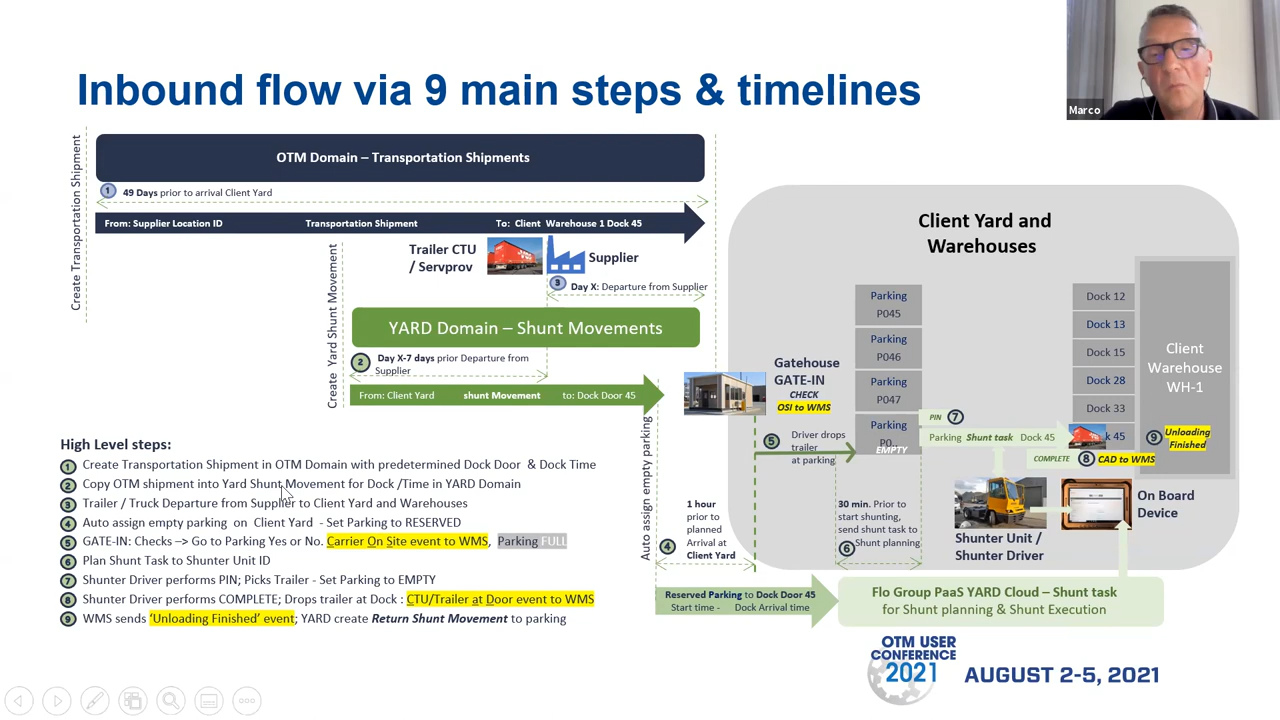 Inbound flow via 9 main steps & timelines
Marco
Create Transportation Shipment
OTM Domain – Transportation Shipments
1 49 Days prior to arrival Client Yard
From: Supplier Location ID Transportation Shipment To: Client Warehouse 1 Dock 45
Create Yard Shunt Movement
Trailer CTU
/ Servprov
Supplier
3 Day X: Departure from Supplier
YARD Domain – Shunt Movements
2 Day X-7 days prior Departure from
Supplier
From: Client Yard shunt Movement to: Dock Door 45
High Level steps:
1 Create Transportation Shipment in OTM Domain with predetermined Dock Door & Dock Time
2 Copy OTM shipment into Yard Shunt Movement for Dock /Time in YARD Domain
3 Trailer / Truck Departure from Supplier to Client Yard and Warehouses
4 Auto assign empty parking on Client Yard - Set Parking to RESERVED
5 GATE-IN: Checks –> Go to Parking Yes or No. Carrier On Site event to WMS, Parking FULL
6 Plan Shunt Task to Shunter Unit ID
7 Shunter Driver performs PIN; Picks Trailer - Set Parking to EMPTY
8 Shunter Driver performs COMPLETE; Drops trailer at Dock : CTU/Trailer at Door event to WMS
9 WMS sends 'Unloading Finished' event; YARD create Return Shunt Movement to parking
Auto assign empty parking
4
1 hour
prior to
planned
Arrival at
Client Yard
Reserved Parking to Dock Door 45
Start time - Dock Arrival time
Client Yard and
Warehouses
Gatehouse
GATE-IN
CHECK
OSI to WMS
5 Driver drops
trailer
at parking
Parking
P045
Parking
P046
Parking
P047
Parking
P0..
EMPTY
Dock 12
Dock 13
Dock 15
Dock 28
Dock 33
45
Client
Warehouse
WH-1
PIN 7
Parking Shunt task Dock 45
COMPLETE 8 CAD to WMS
9 Unloading
Finished
30 min. Prior to
start shunting,
send shunt task to
6 Shunt planning
Shunter Unit /
Shunter Driver
On Board
Device
Flo Group PaaS YARD Cloud – Shunt task
for Shunt planning & Shunt Execution
OTM USER
CONFERENCE
2021
AUGUST 2-5, 2021